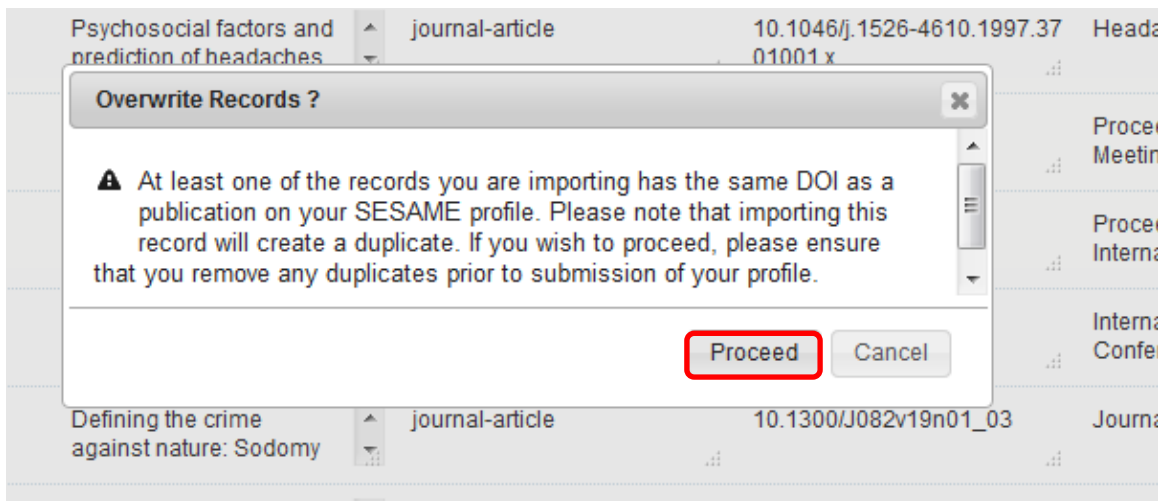 Psychosocial factors and journal-article 10.1046/j.1526-4610.1997.37
prediction of headaches 01001.x
Overwrite Records ?
At least one of the records you are importing has the same DOI as a
publication on your SESAME profile. Please note that importing this
record will create a duplicate. If you wish to proceed, please ensure
that you remove any duplicates prior to submission of your profile.
Proceed Cancel
Defining the crime journal-article 10.1300/J082v19n01_03
against nature: Sodomy